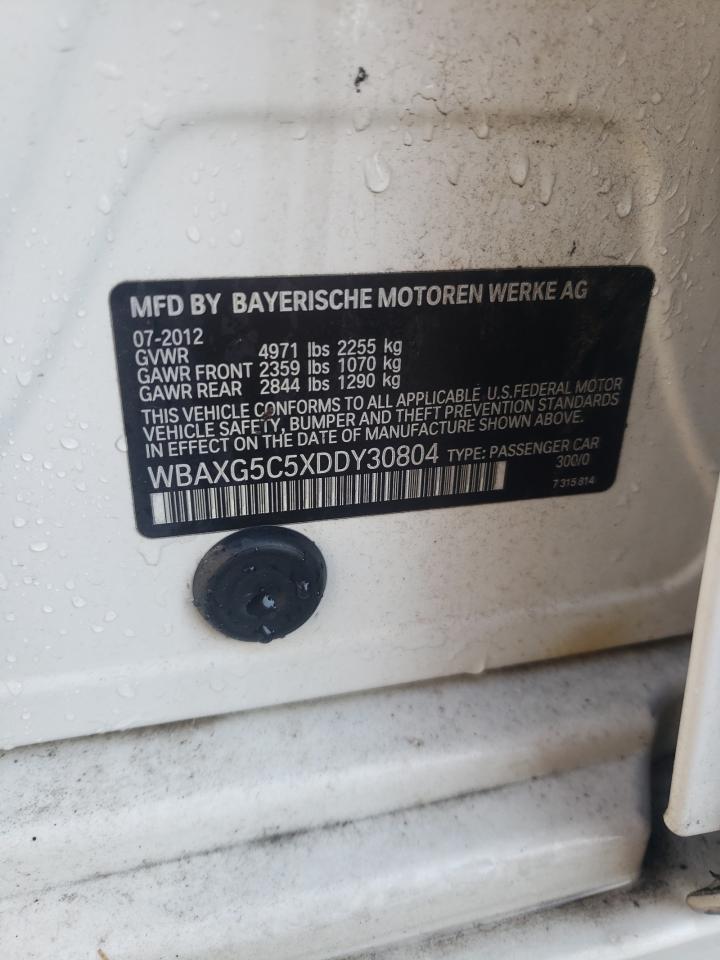 MFD BY BAYERISCHE MOTOREN WERKE AG
07-2012
GVWR 4971 lbs 2255 kg
GAWR FRONT 2359 lbs 1070 kg
GAWR REAR 2844 lbs 1290 kg
THIS VEHICLE CONFORMS TO ALL APPLICABLE U.S.FEDERAL MOTOR
VEHICLE SAFETY, BUMPER AND THEFT PREVENTION STANDARDS
IN EFFECT ON THE DATE OF MANUFACTURE SHOWN ABOVE.
WBAXG5C5XDDY30804 TYPE: PASSENGER CAR
300/0
7 315 814